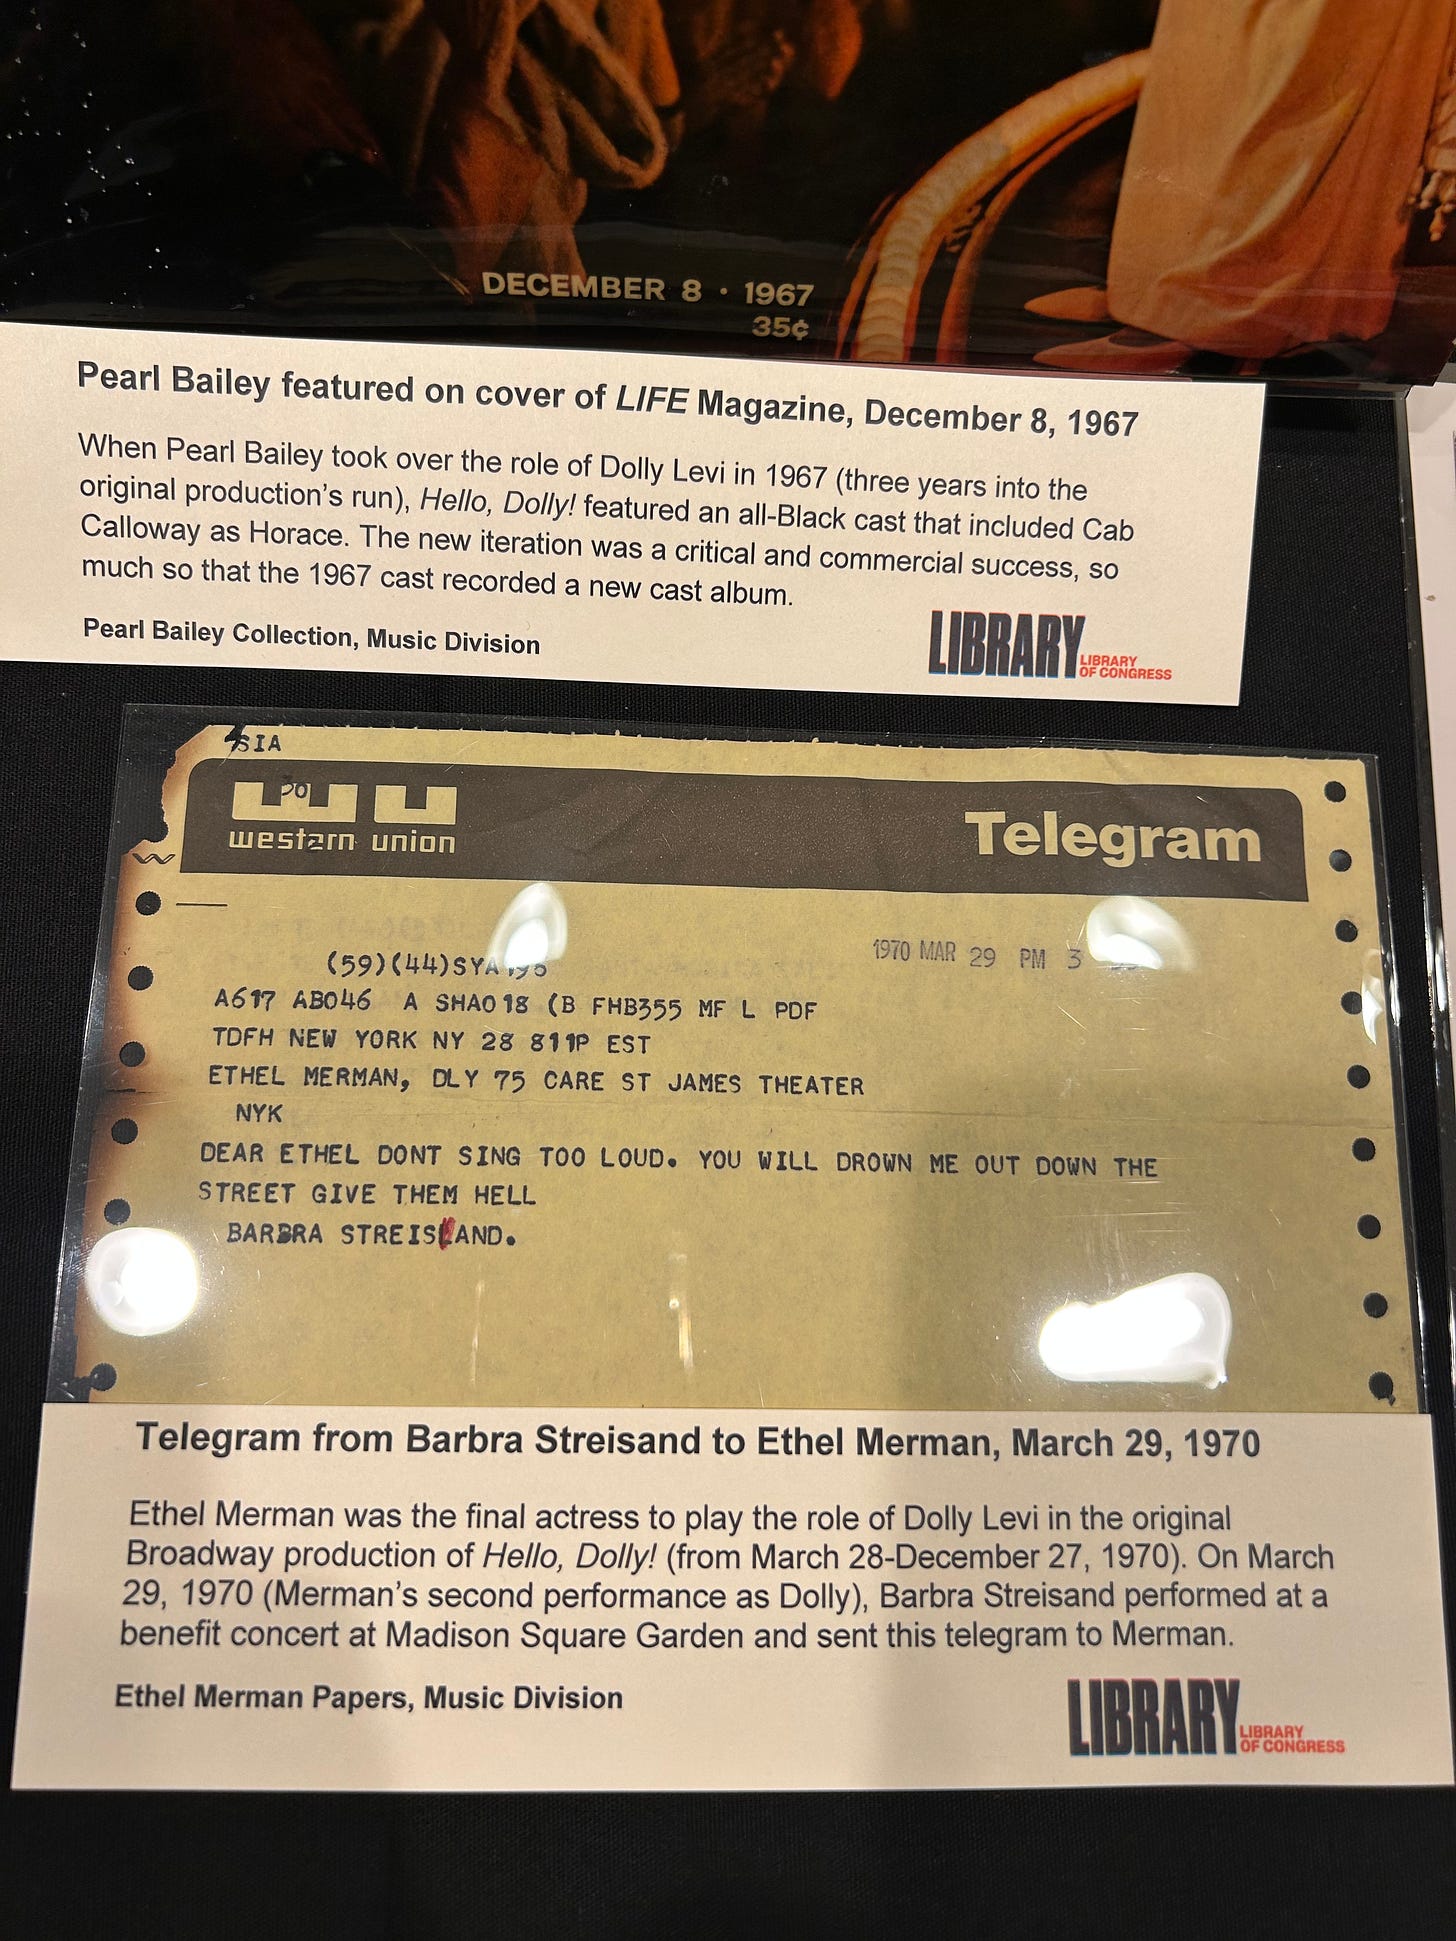 DECEMBER 8 · 1967
35¢
Pearl Bailey featured on cover of LIFE Magazine, December 8, 1967
When Pearl Bailey took over the role of Dolly Levi in 1967 (three years into the
original production's run), Hello, Dolly! featured an all-Black cast that included Cab
Calloway as Horace. The new iteration was a critical and commercial success, so
much so that the 1967 cast recorded a new cast album.
Pearl Bailey Collection, Music Division
LIBRARY
LIBRARY
OF CONGRESS
SIA
30
western union
Telegram
1970 MAR 29 PM 3
(59)(44)SYA195
A617 AB046 A SHA018 (B FHB355 MF L PDF
TDFH NEW YORK NY 28 811P EST
ETHEL MERMAN, DLY 75 CARE ST JAMES THEATER
NYK
DEAR ETHEL DONT SING TOO LOUD. YOU WILL DROWN ME OUT DOWN THE
STREET GIVE THEM HELL
BARBRA STREISLAND.
Telegram from Barbra Streisand to Ethel Merman, March 29, 1970
Ethel Merman was the final actress to play the role of Dolly Levi in the original
Broadway production of Hello, Dolly! (from March 28-December 27, 1970). On March
29, 1970 (Merman's second performance as Dolly), Barbra Streisand performed at a
benefit concert at Madison Square Garden and sent this telegram to Merman.
Ethel Merman Papers, Music Division
LIBRARY
LIBRARY
OF CONGRESS